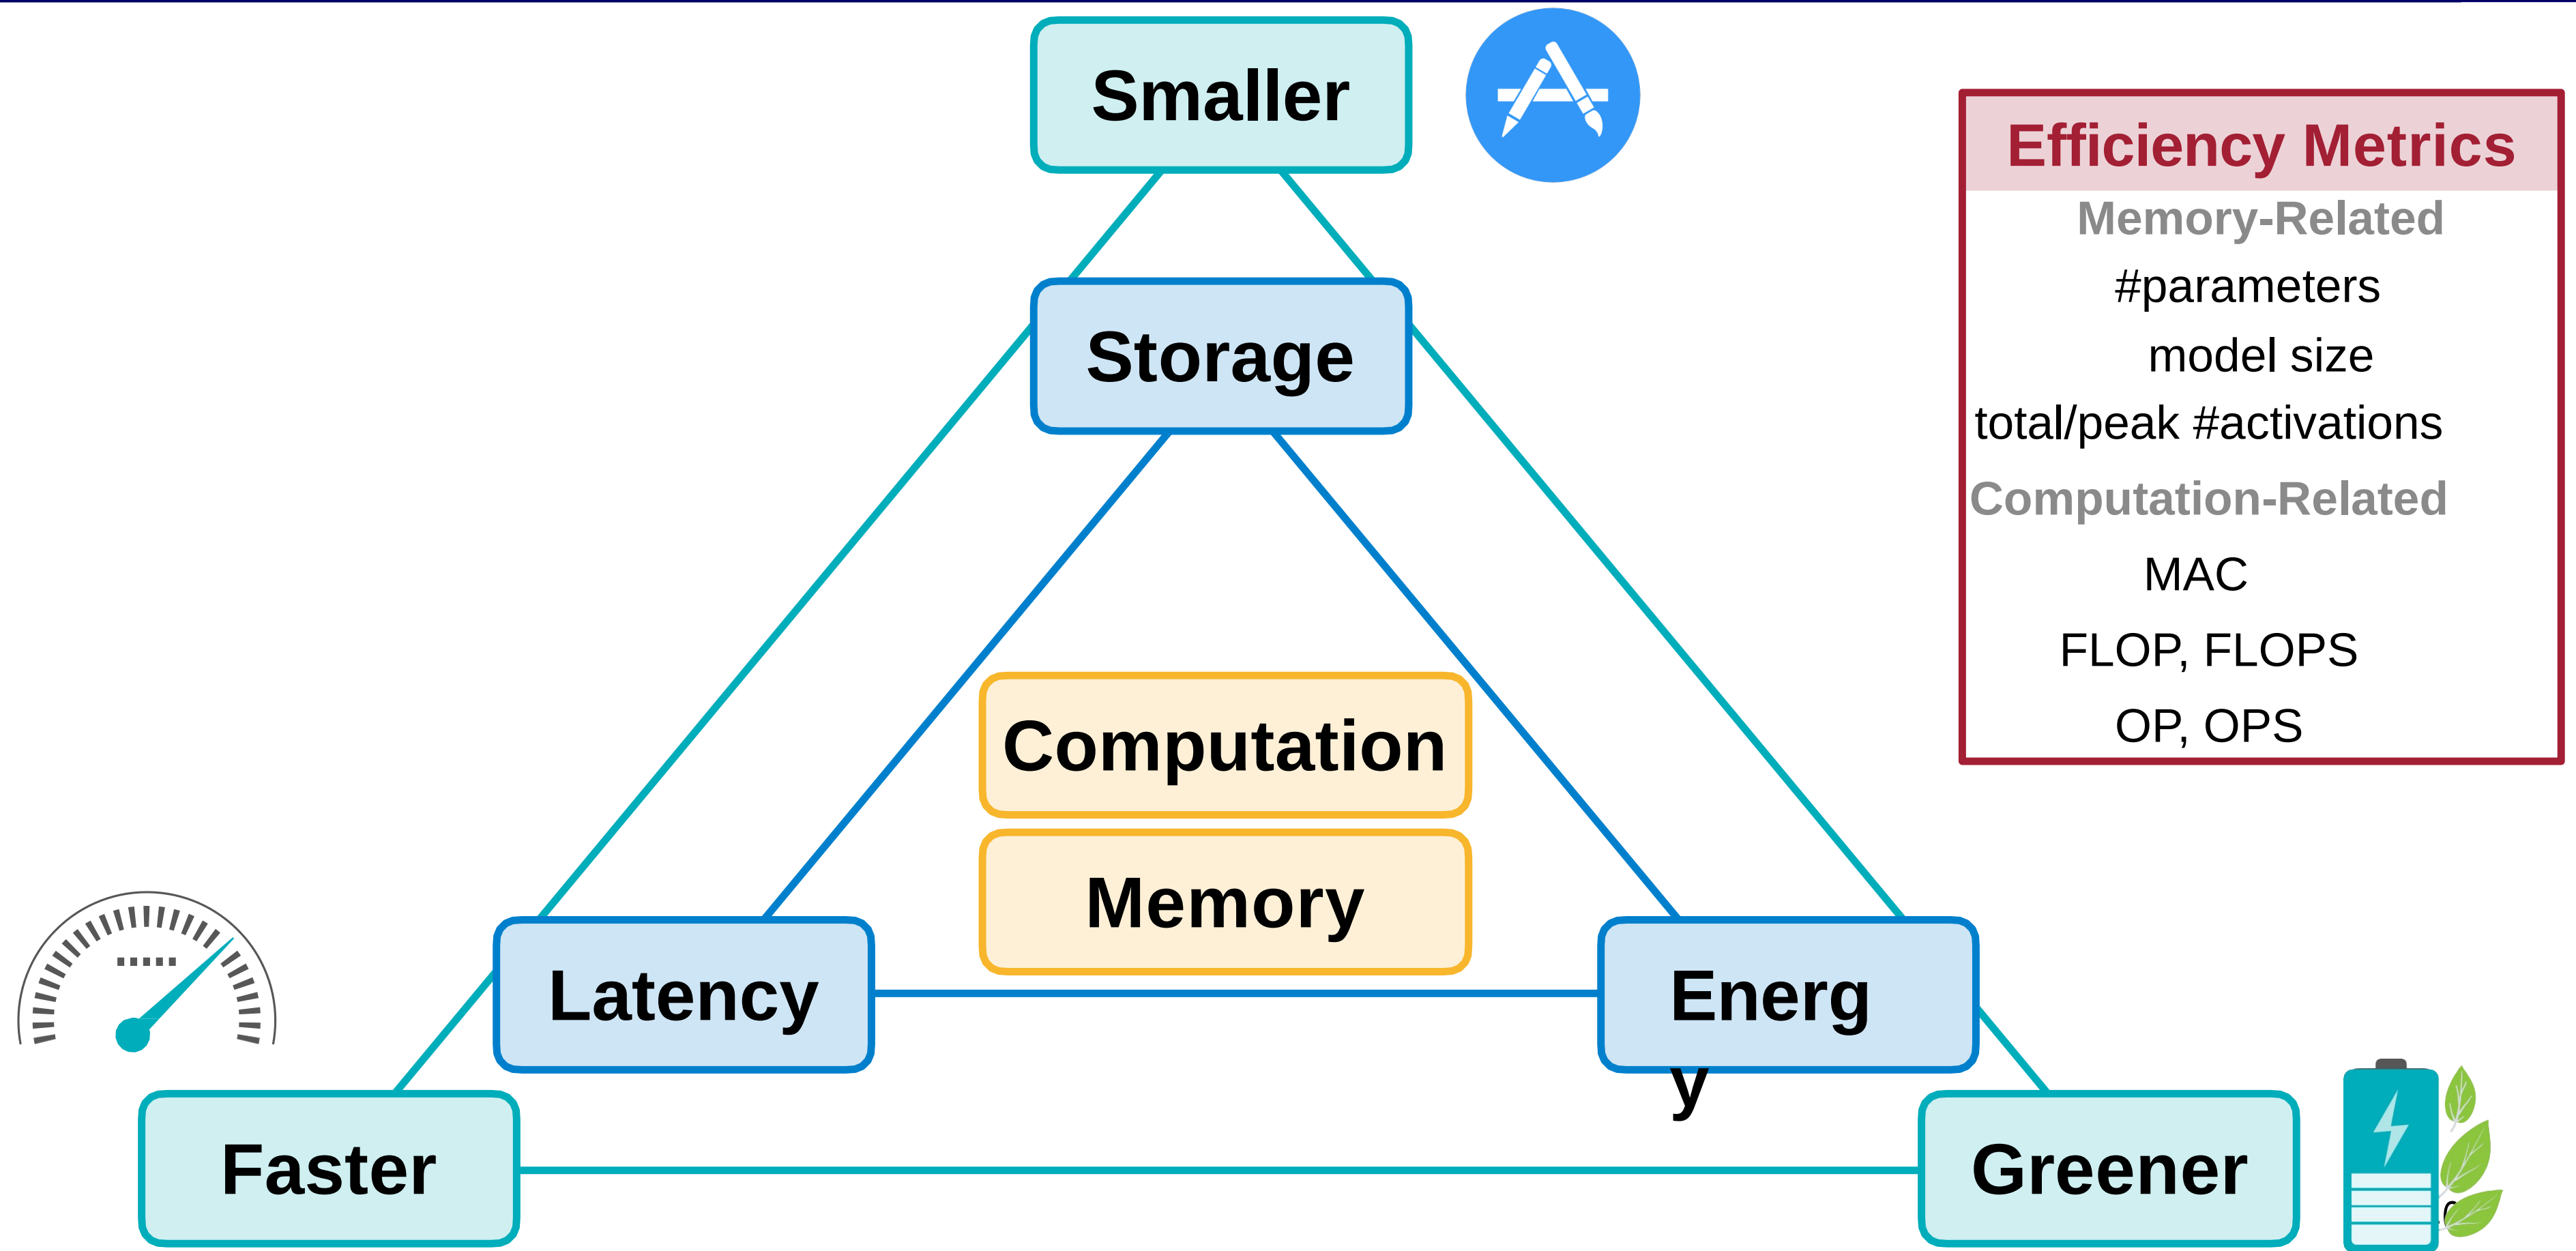 Smaller
Storage
Computation
Memory
Latency
Energ
y
Faster
Greener
Efficiency Metrics
Memory-Related
#parameters
model size
total/peak #activations
Computation-Related
MAC
FLOP, FLOPS
OP, OPS